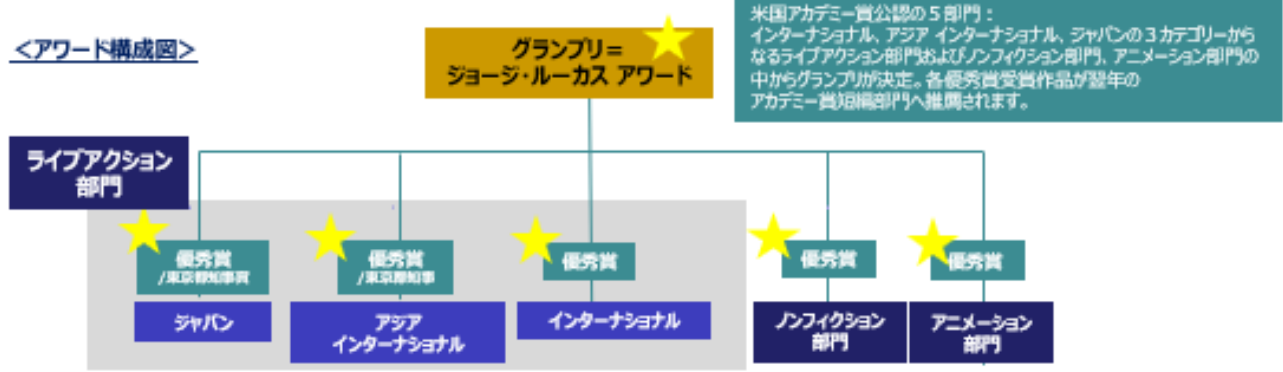 <アワード構成図>
グランプリ=
ジョージ・ルーカス アワード
米国アカデミー賞公認の5部門:
インターナショナル、アジア インターナショナル、ジャパンの3カテゴリーから
なるライブアクション部門およびノンフィクション部門、アニメーション部門の
中からグランプリが決定。各優秀賞受賞作品が翌年の
アカデミー賞短編部門へ推薦されます。
ライブアクション
部門
優秀賞
/東京都知事賞
優秀賞
/東京都知事
優秀賞
優秀賞
優秀賞
ジャパン
アジア
インターナショナル
インターナショナル
ノンフィクション
部門
アニメーション
部門